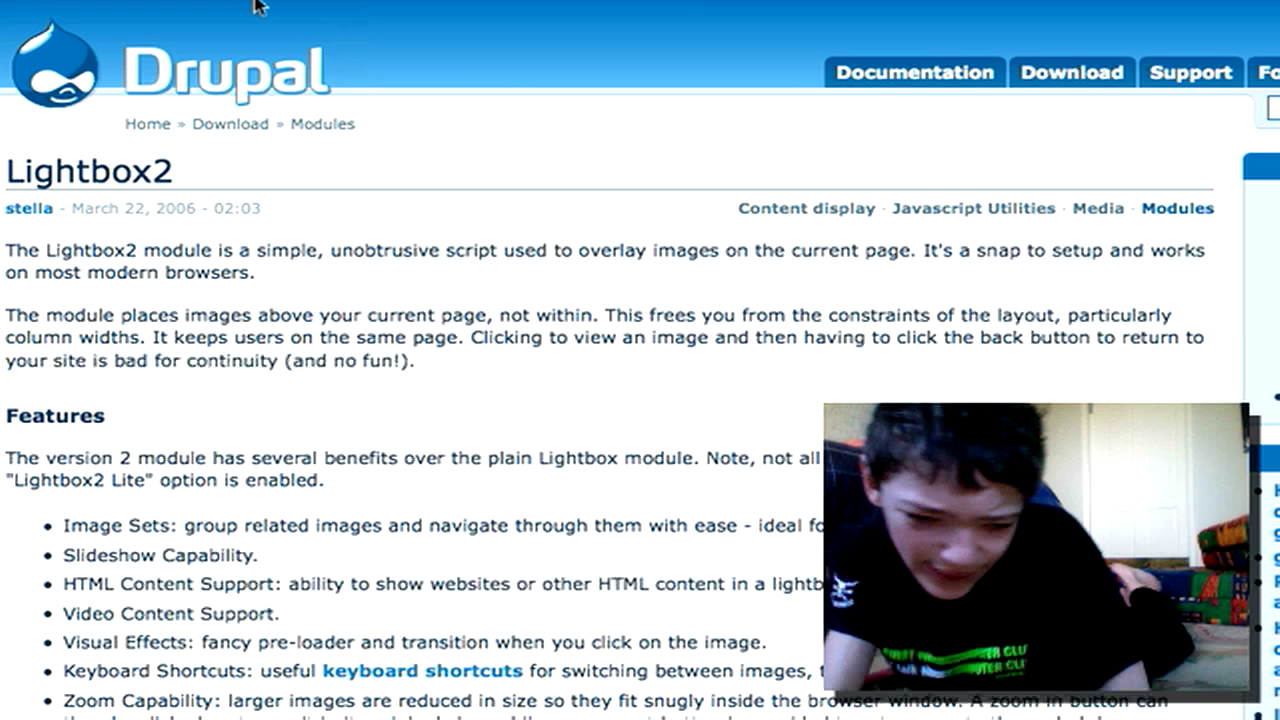 Drupal
Documentation
Download
Support
Fo
Home » Download » Modules
Lightbox2
stella - March 22, 2006 - 02:03
Content display · Javascript Utilities · Media · Modules
The Lightbox2 module is a simple, unobtrusive script used to overlay images on the current page. It's a snap to setup and works
on most modern browsers.
The module places images above your current page, not within. This frees you from the constraints of the layout, particularly
column widths. It keeps users on the same page. Clicking to view an image and then having to click the back button to return to
your site is bad for continuity (and no fun!).
Features
The version 2 module has several benefits over the plain Lightbox module. Note, not all
"Lightbox2 Lite" option is enabled.
• Image Sets: group related images and navigate through them with ease - ideal fo
• Slideshow Capability.
• HTML Content Support: ability to show websites or other HTML content in a lightb
• Video Content Support.
• Visual Effects: fancy pre-loader and transition when you click on the image.
• Keyboard Shortcuts: useful keyboard shortcuts for switching between images,
• Zoom Capability: larger images are reduced in size so they fit snugly inside the browser window. A zoom in button can